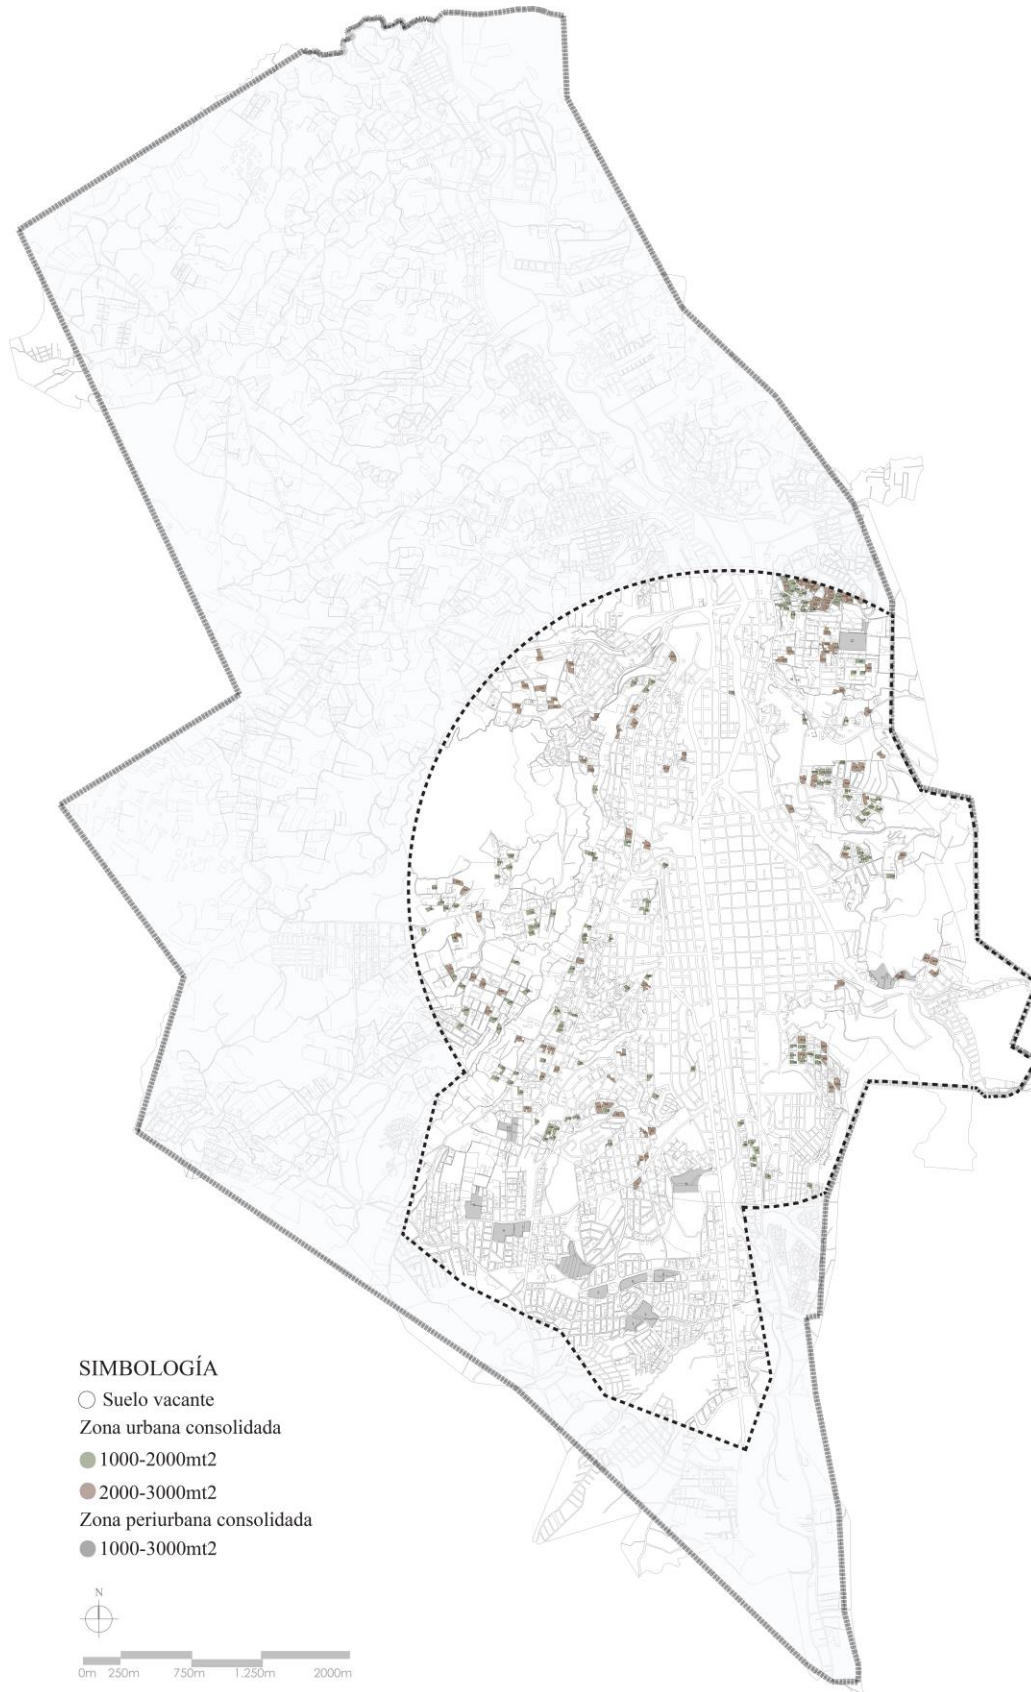 SIMBOLOGÍA
Suelo vacante
Zona urbana consolidada
1000-2000mt2
2000-3000mt2
Zona periurbana consolidada
1000-3000mt2
N
0m 250m 750m 1.250m 2000m